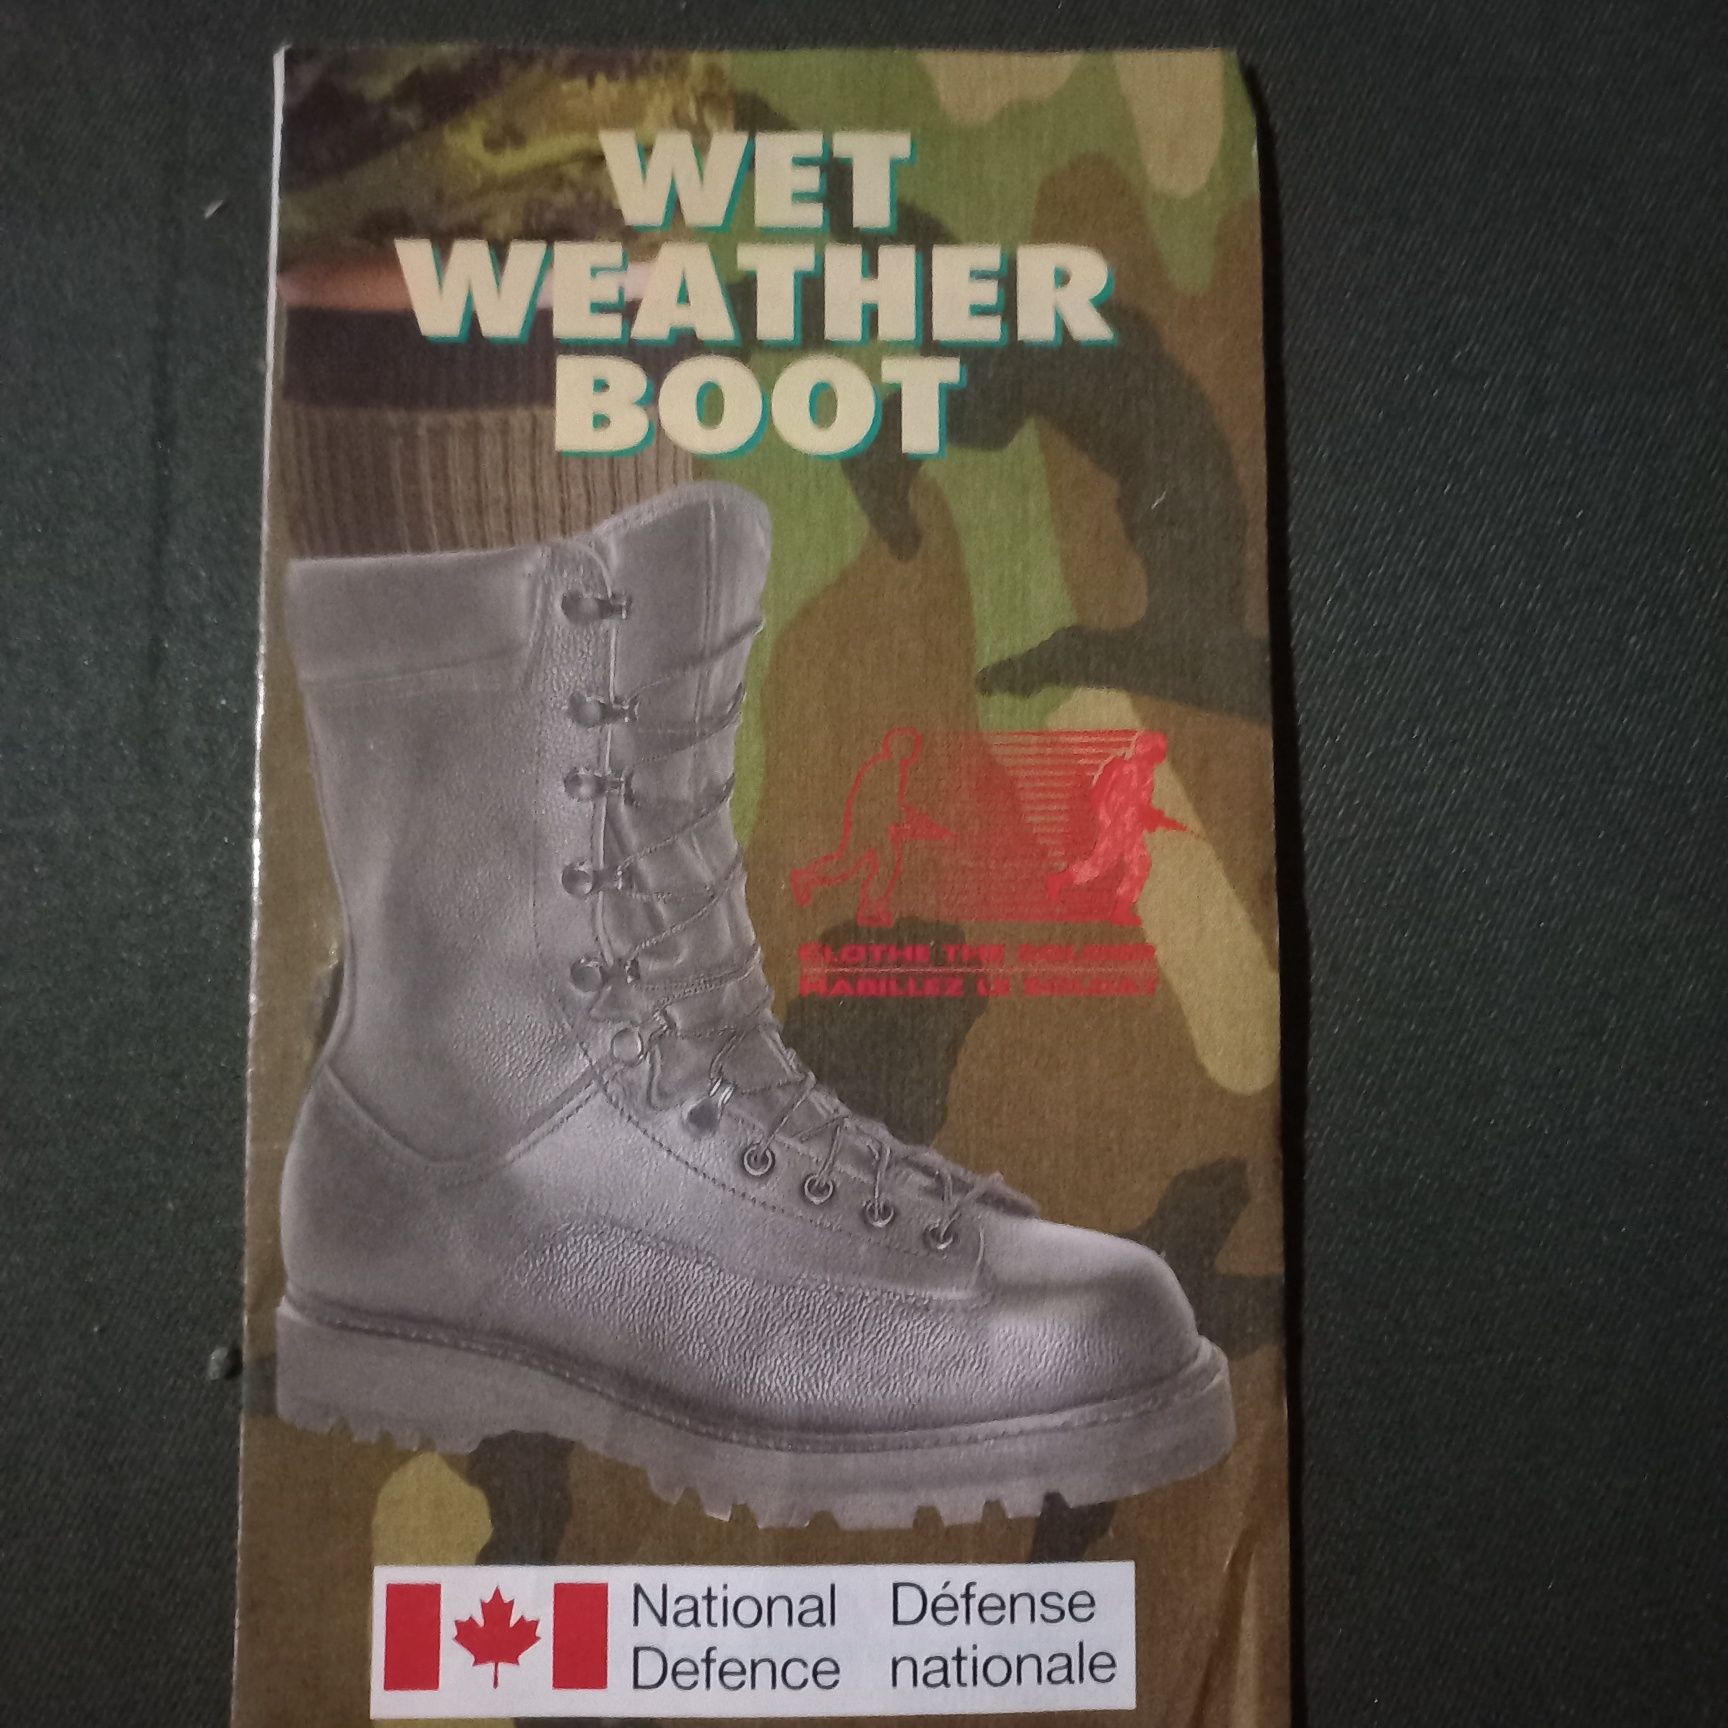 WET
WEATHER
BOOT
CLOTHE THE SOLDIER
HABILLEZ LE SOLDAT
National Défense
Defence nationale